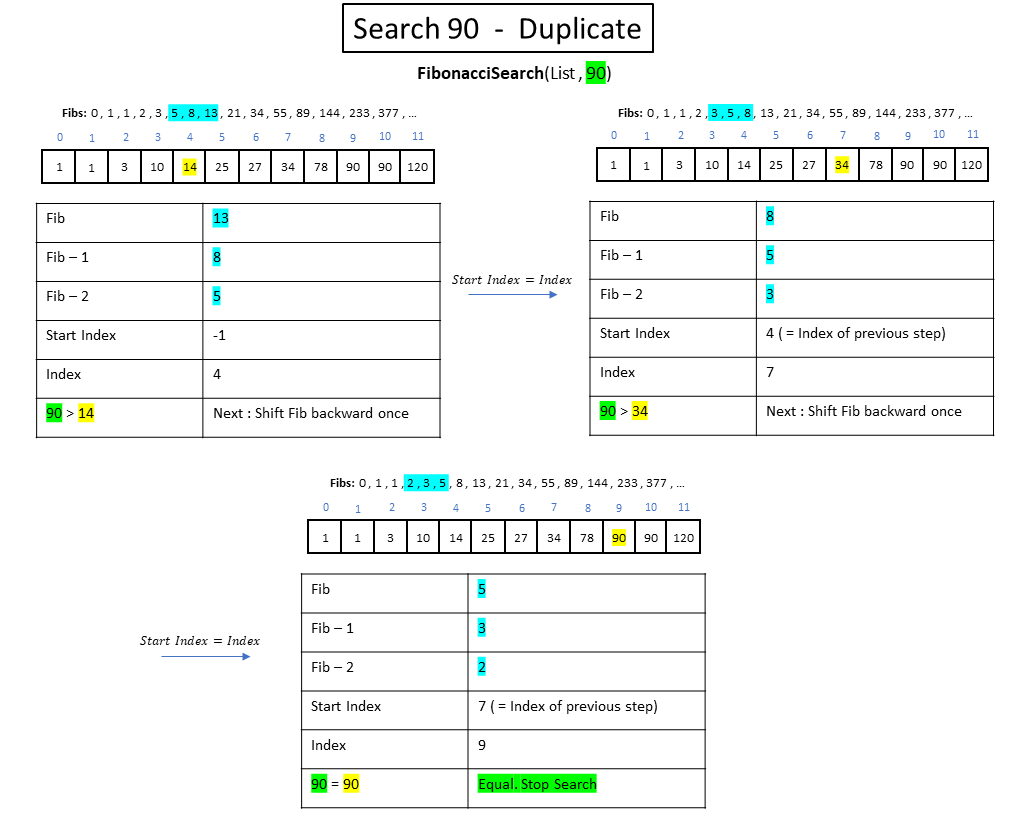 Search 90 - Duplicate
FibonacciSearch(List , 90)
Fibs: 0 , 1 , 1 , 2 , 3 , 5 , 8 , 13 , 21 , 34 , 55 , 89 , 144 , 233 , 377 , ...
0 1 2 3 4 5 6 7 8 9 10 11
1 1 3 10 14 25 27 34 78 90 90 120
Fib 13
Fib – 1 8
Fib – 2 5
Start Index -1
Index 4
90 > 14 Next : Shift Fib backward once
Start Index = Index
Fibs: 0 , 1 , 1 , 2 , 3 , 5 , 8 , 13 , 21 , 34 , 55 , 89 , 144 , 233 , 377 , ...
0 1 2 3 4 5 6 7 8 9 10 11
1 1 3 10 14 25 27 34 78 90 90 120
Fib 8
Fib – 1 5
Fib – 2 3
Start Index 4 ( = Index of previous step)
Index 7
90 > 34 Next : Shift Fib backward once
Start Index = Index
Fibs: 0 , 1 , 1 , 2 , 3 , 5 , 8 , 13 , 21 , 34 , 55 , 89 , 144 , 233 , 377 , ...
0 1 2 3 4 5 6 7 8 9 10 11
1 1 3 10 14 25 27 34 78 90 90 120
Fib 5
Fib – 1 3
Fib – 2 2
Start Index 7 ( = Index of previous step)
Index 9
90 = 90 Equal. Stop Search